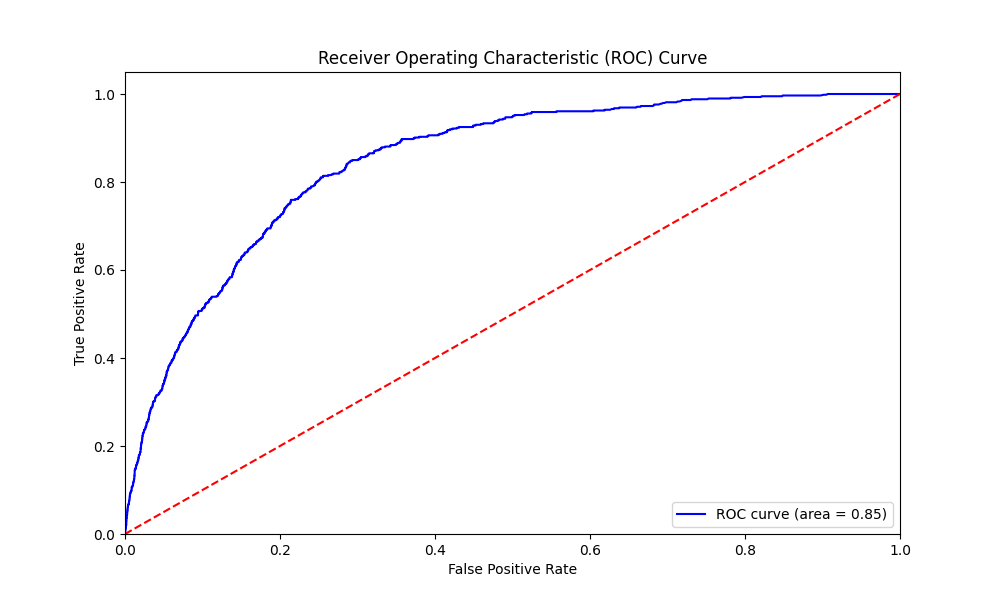 Receiver Operating Characteristic (ROC) Curve
True Positive Rate
1.0
0.8
0.6
0.4
0.2
0.0
ROC curve (area = 0.85)
0.0 0.2 0.4 0.6 0.8 1.0
False Positive Rate